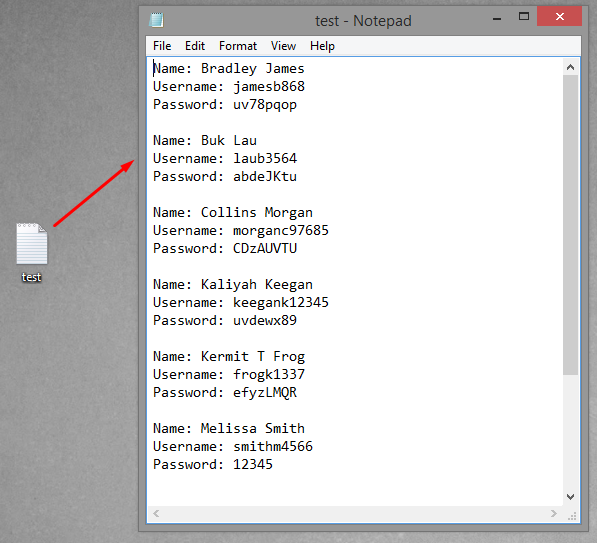 test - Notepad
File Edit Format View Help
Name: Bradley James
Username: jamesb868
Password: uv78pqop
Name: Buk Lau
Username: laub3564
Password: abdeJKtu
Name: Collins Morgan
Username: morganc97685
Password: CDzAUVTU
Name: Kaliyah Keegan
Username: keegank12345
Password: uvdewx89
Name: Kermit T Frog
Username: frogk1337
Password: efyzLMQR
Name: Melissa Smith
Username: smithm4566
Password: 12345
test